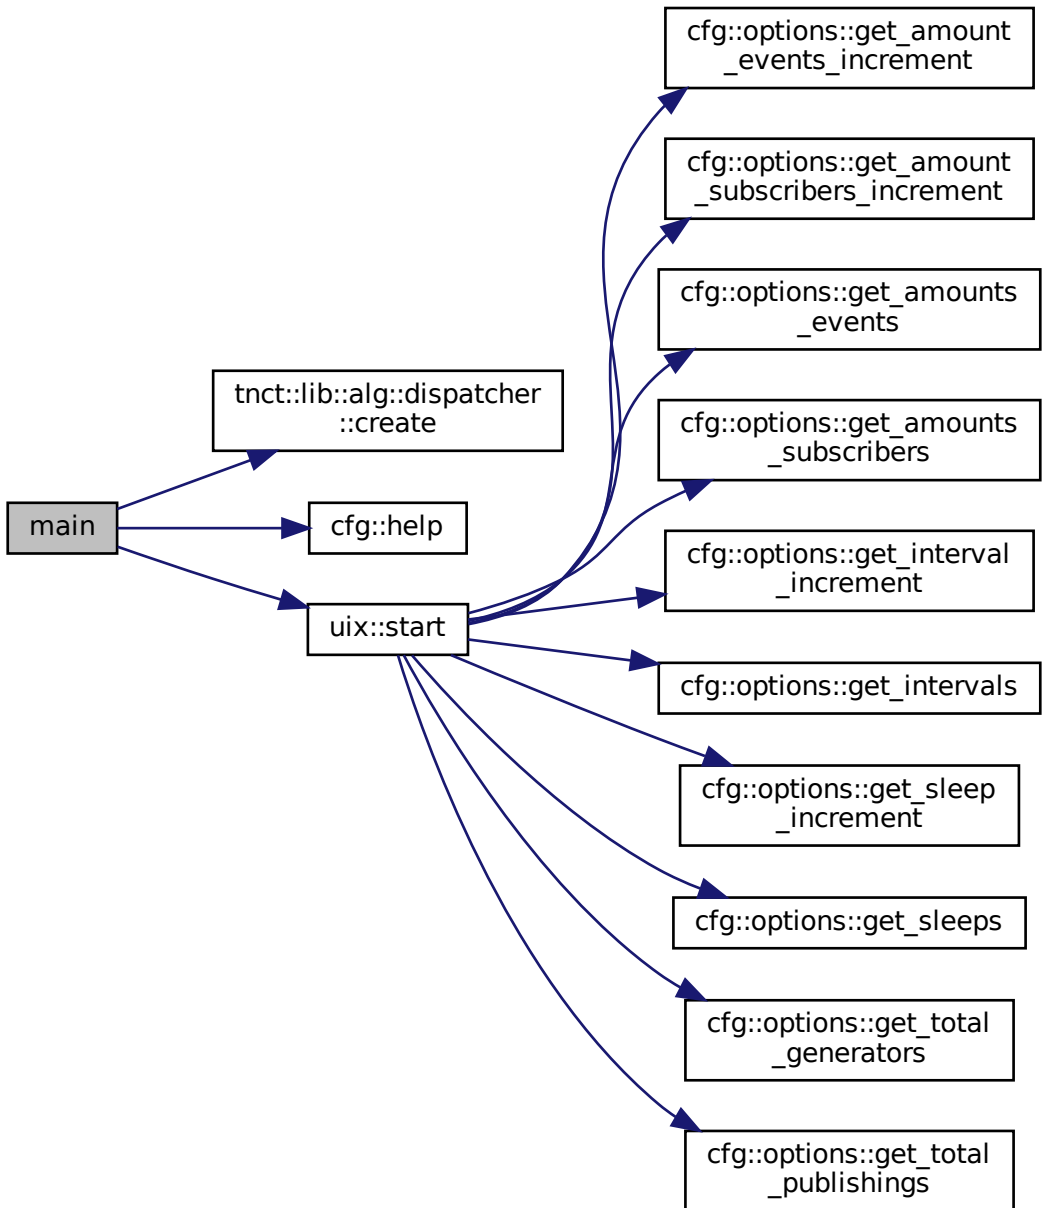 main
tnct::lib::alg::dispatcher
::create
cfg::help
uix::start
cfg::options::get_amount
_events_increment
cfg::options::get_amount
_subscribers_increment
cfg::options::get_amounts
_events
cfg::options::get_amounts
_subscribers
cfg::options::get_interval
_increment
cfg::options::get_intervals
cfg::options::get_sleep
_increment
cfg::options::get_sleeps
cfg::options::get_total
_generators
cfg::options::get_total
_publishings